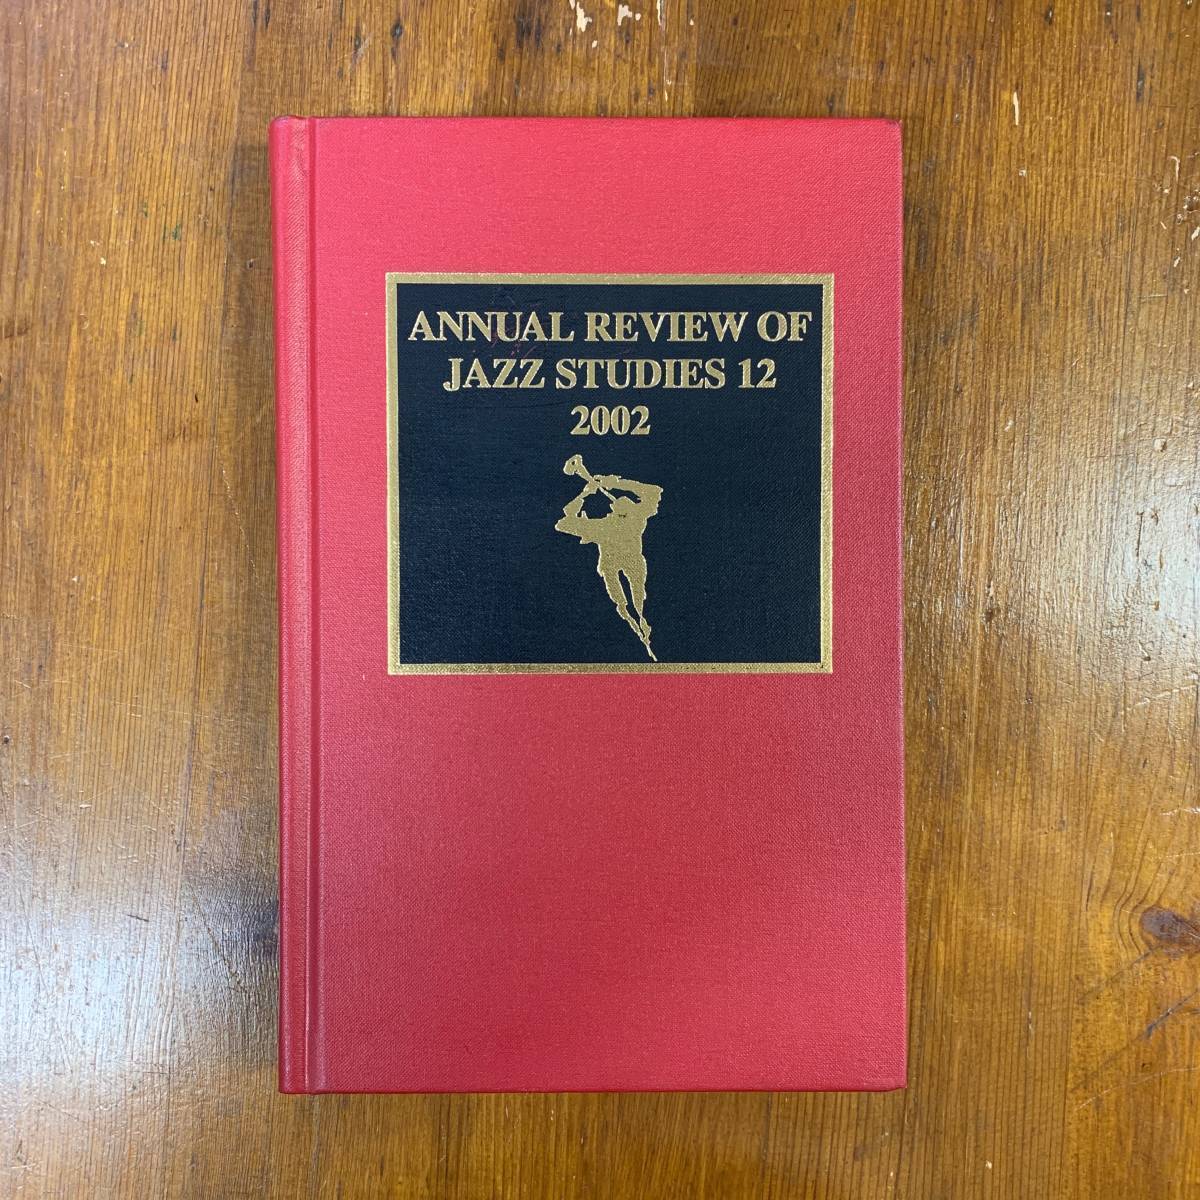 ANNUAL REVIEW OF
JAZZ STUDIES 12
2002